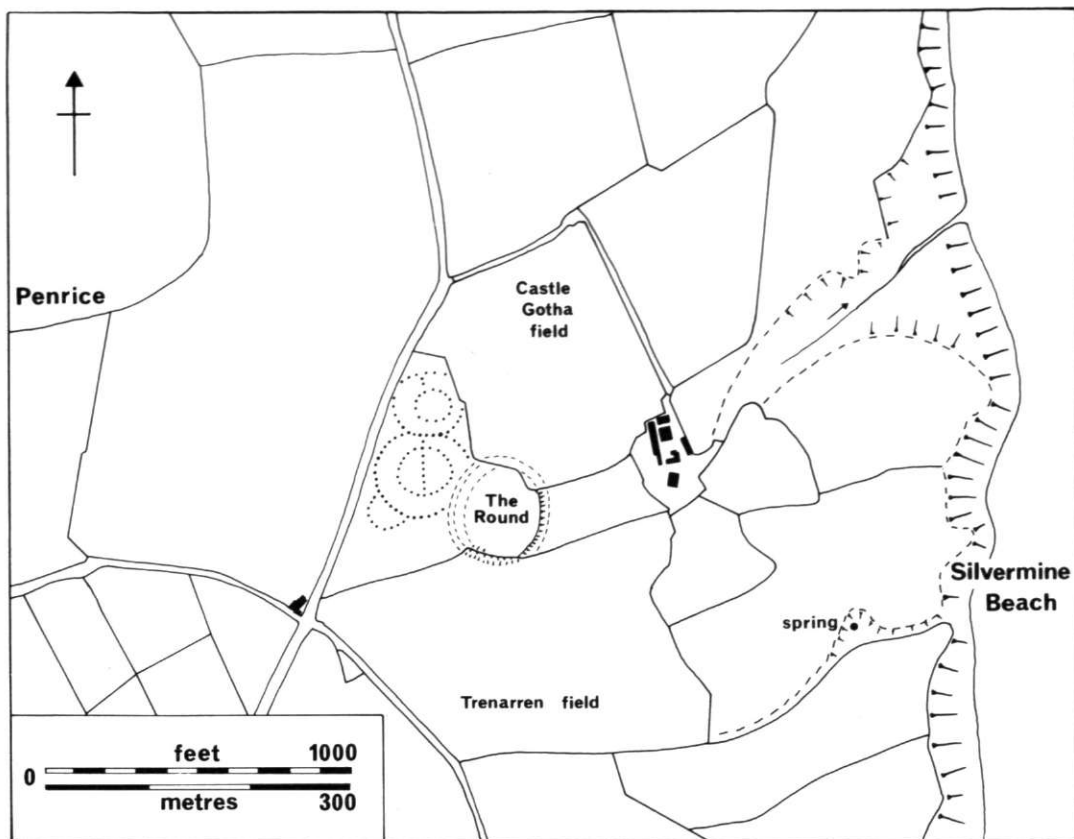 Penrice
Castle
Gotha
field
The
Round
Silvermine
Beach
spring
Trenarren field
feet 1000
0
metres 300